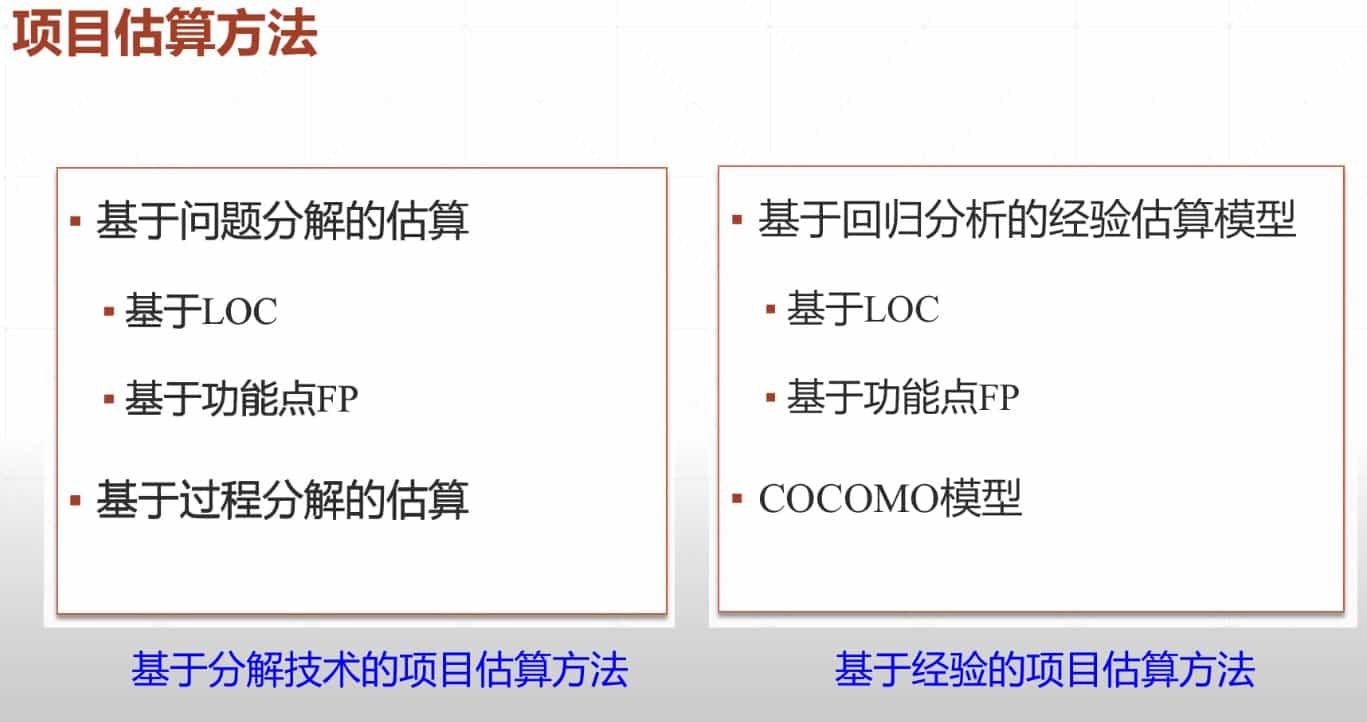 项目估算方法
▪ 基于问题分解的估算
▪ 基于LOC
▪ 基于功能点FP
▪ 基于过程分解的估算
基于分解技术的项目估算方法
▪ 基于回归分析的经验估算模型
▪ 基于LOC
▪ 基于功能点FP
▪ COCOMO模型
基于经验的项目估算方法